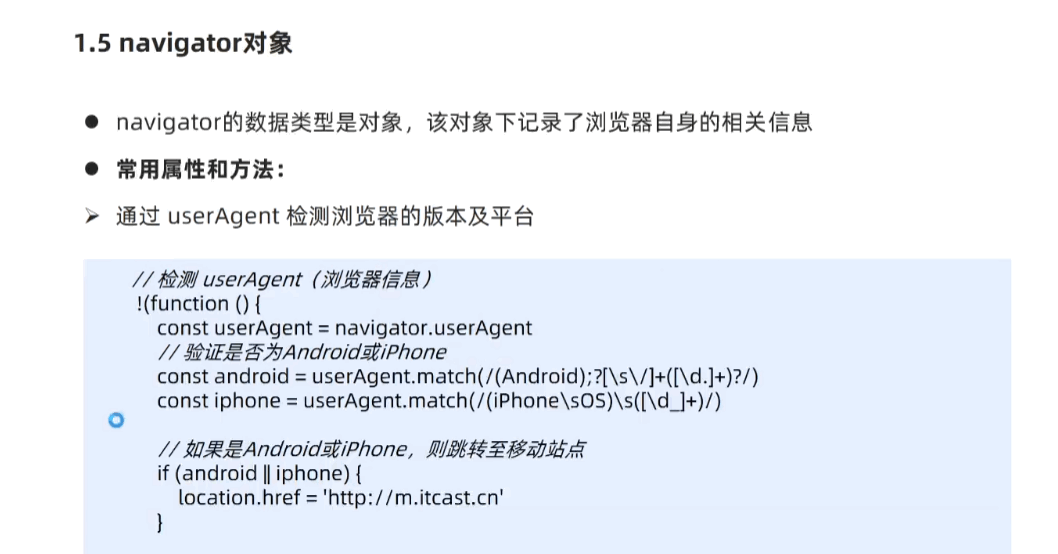 1.5 navigator对象
● navigator的数据类型是对象，该对象下记录了浏览器自身的相关信息
● 常用属性和方法：
➢ 通过 userAgent 检测浏览器的版本及平台
// 检测 userAgent（浏览器信息）
!(function () {
const userAgent = navigator.userAgent
// 验证是否为Android或iPhone
const android = userAgent.match(/(Android);?[\s\/]+([\d.]+)?/)
const iphone = userAgent.match(/(iPhone\sOS)\s([\d_]+)/)
// 如果是Android或iPhone，则跳转至移动站点
if (android || iphone) {
location.href = 'http://m.itcast.cn'
}